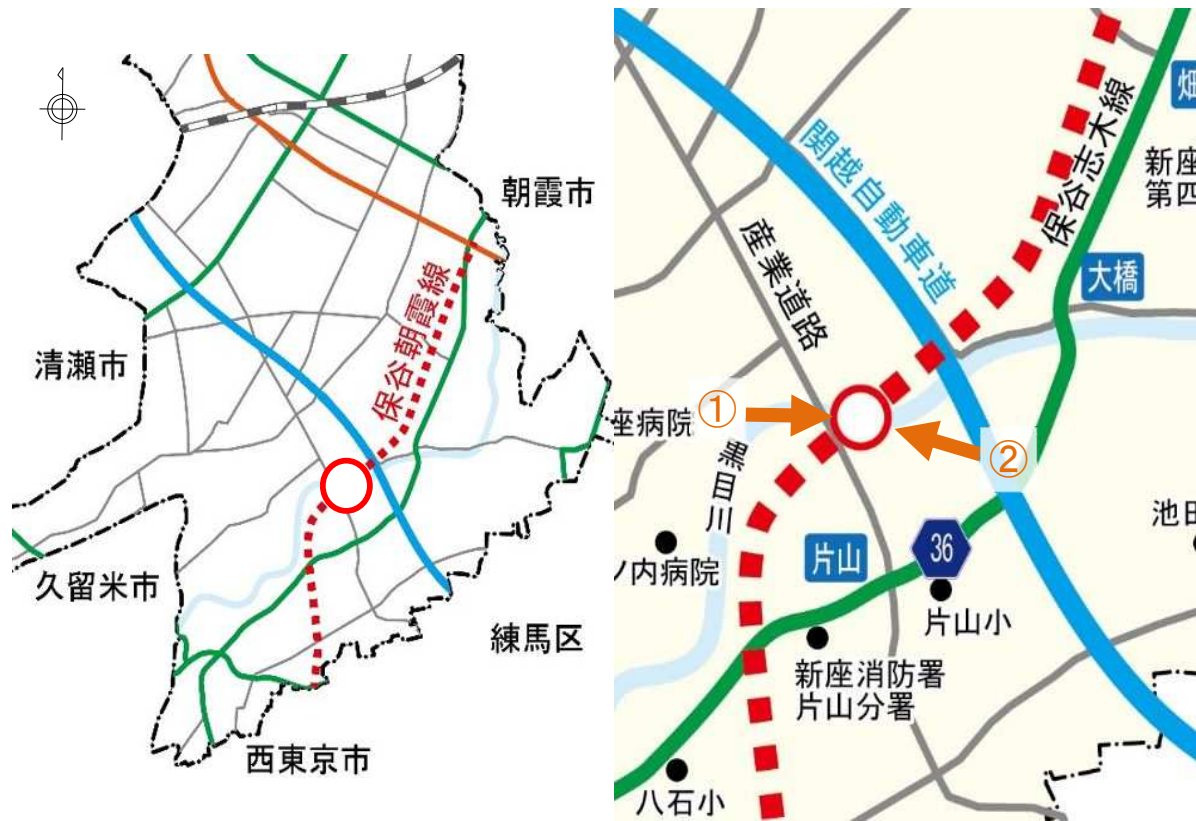 朝霞市
保谷朝霞線
清瀬市
久留米市
練馬区
西東京市
畑
保谷志木線
新座
第四
関越自動車道
産業道路
大橋
①
座病院
②
黒目川
池田
ノ内病院
片山
36
片山小
新座消防署
片山分署
八石小